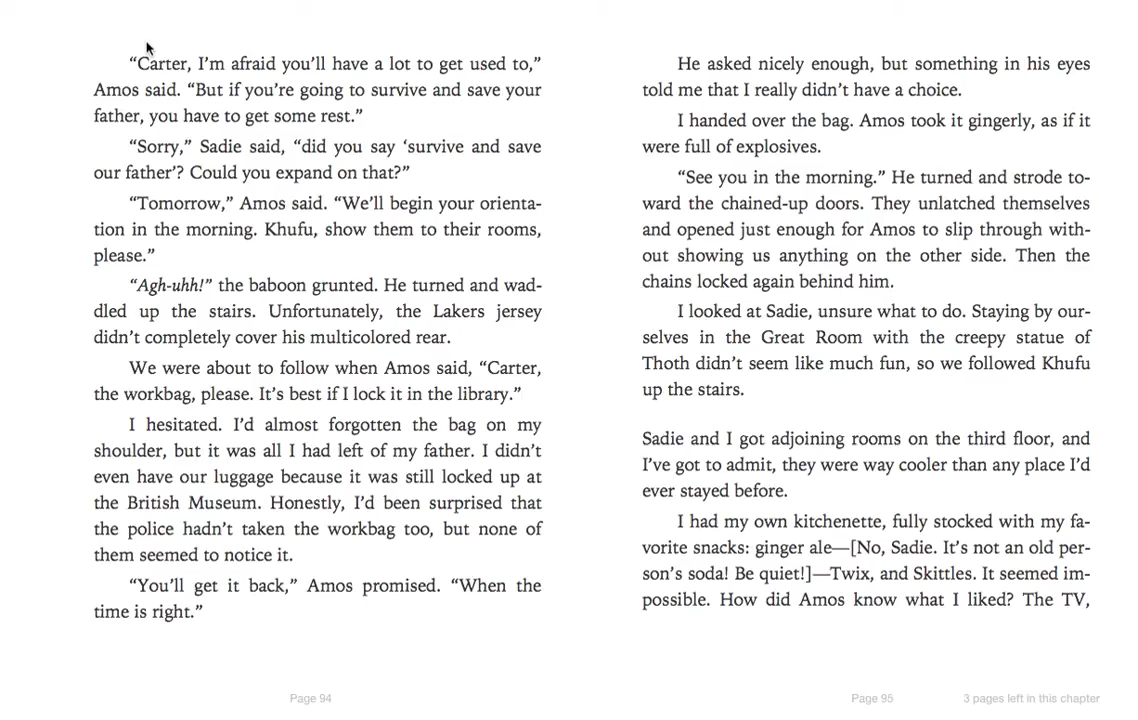 “Carter, I’m afraid you’ll have a lot to get used to,”
Amos said. “But if you’re going to survive and save your
father, you have to get some rest.”
“Sorry,” Sadie said, “did you say ‘survive and save
our father’? Could you expand on that?”
“Tomorrow,” Amos said. “We’ll begin your orienta-
tion in the morning. Khufu, show them to their rooms,
please.”
“Agh-uhh!” the baboon grunted. He turned and wad-
dled up the stairs. Unfortunately, the Lakers jersey
didn’t completely cover his multicolored rear.
We were about to follow when Amos said, “Carter,
the workbag, please. It’s best if I lock it in the library.”
I hesitated. I’d almost forgotten the bag on my
shoulder, but it was all I had left of my father. I didn’t
even have our luggage because it was still locked up at
the British Museum. Honestly, I’d been surprised that
the police hadn’t taken the workbag too, but none of
them seemed to notice it.
“You’ll get it back,” Amos promised. “When the
time is right.”
Page 94
He asked nicely enough, but something in his eyes
told me that I really didn’t have a choice.
I handed over the bag. Amos took it gingerly, as if it
were full of explosives.
“See you in the morning.” He turned and strode to-
ward the chained-up doors. They unlatched themselves
and opened just enough for Amos to slip through with-
out showing us anything on the other side. Then the
chains locked again behind him.
I looked at Sadie, unsure what to do. Staying by our-
selves in the Great Room with the creepy statue of
Thoth didn’t seem like much fun, so we followed Khufu
up the stairs.
Sadie and I got adjoining rooms on the third floor, and
I’ve got to admit, they were way cooler than any place I’d
ever stayed before.
I had my own kitchenette, fully stocked with my fa-
vorite snacks: ginger ale—[No, Sadie. It’s not an old per-
son’s soda! Be quiet!]—Twix, and Skittles. It seemed im-
possible. How did Amos know what I liked? The TV,
Page 95
3 pages left in this chapter